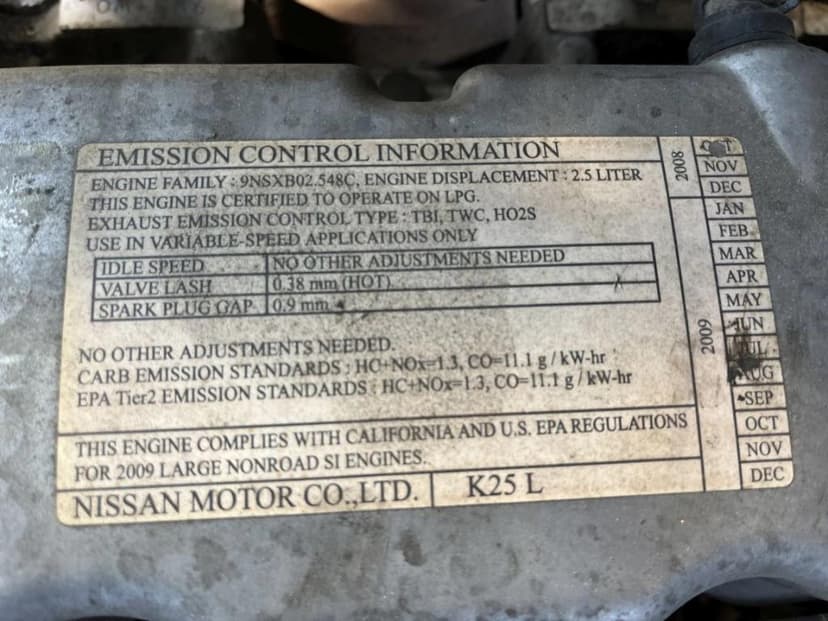 EMISSION CONTROL INFORMATION
ENGINE FAMILY : 9NSXB02.548C, ENGINE DISPLACEMENT : 2.5 LITER
THIS ENGINE IS CERTIFIED TO OPERATE ON LPG.
EXHAUST EMISSION CONTROL TYPE : TBI, TWC, HO2S
USE IN VARIABLE-SPEED APPLICATIONS ONLY
IDLE SPEED NO OTHER ADJUSTMENTS NEEDED
VALVE LASH 0.38 mm (HOT)
SPARK PLUG GAP 0.9 mm
NO OTHER ADJUSTMENTS NEEDED.
CARB EMISSION STANDARDS : HC+NOx=1.3, CO=11.1 g / kW-hr
EPA Tier2 EMISSION STANDARDS : HC+NOx=1.3, CO=11.1 g / kW-hr
THIS ENGINE COMPLIES WITH CALIFORNIA AND U.S. EPA REGULATIONS
FOR 2009 LARGE NONROAD SI ENGINES.
NISSAN MOTOR CO.,LTD. K25 L
2008
NOV
DEC
2009
JAN
FEB
MAR
APR
MAY
JUN
JUL
AUG
SEP
OCT
NOV
DEC